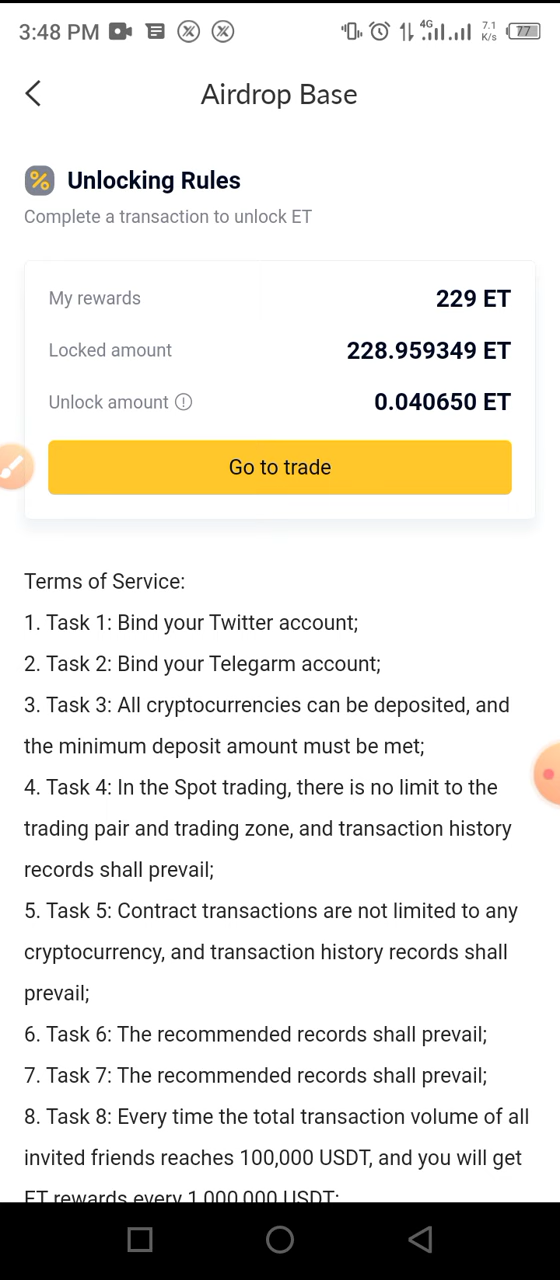 3:48 PM 4G 7.1 K/s 77
Airdrop Base
% Unlocking Rules
Complete a transaction to unlock ET
My rewards 229 ET
Locked amount 228.959349 ET
Unlock amount 0.040650 ET
Go to trade
Terms of Service:
1. Task 1: Bind your Twitter account;
2. Task 2: Bind your Telegarm account;
3. Task 3: All cryptocurrencies can be deposited, and
the minimum deposit amount must be met;
4. Task 4: In the Spot trading, there is no limit to the
trading pair and trading zone, and transaction history
records shall prevail;
5. Task 5: Contract transactions are not limited to any
cryptocurrency, and transaction history records shall
prevail;
6. Task 6: The recommended records shall prevail;
7. Task 7: The recommended records shall prevail;
8. Task 8: Every time the total transaction volume of all
invited friends reaches 100,000 USDT, and you will get
ET rewards every 1,000,000 USDT;